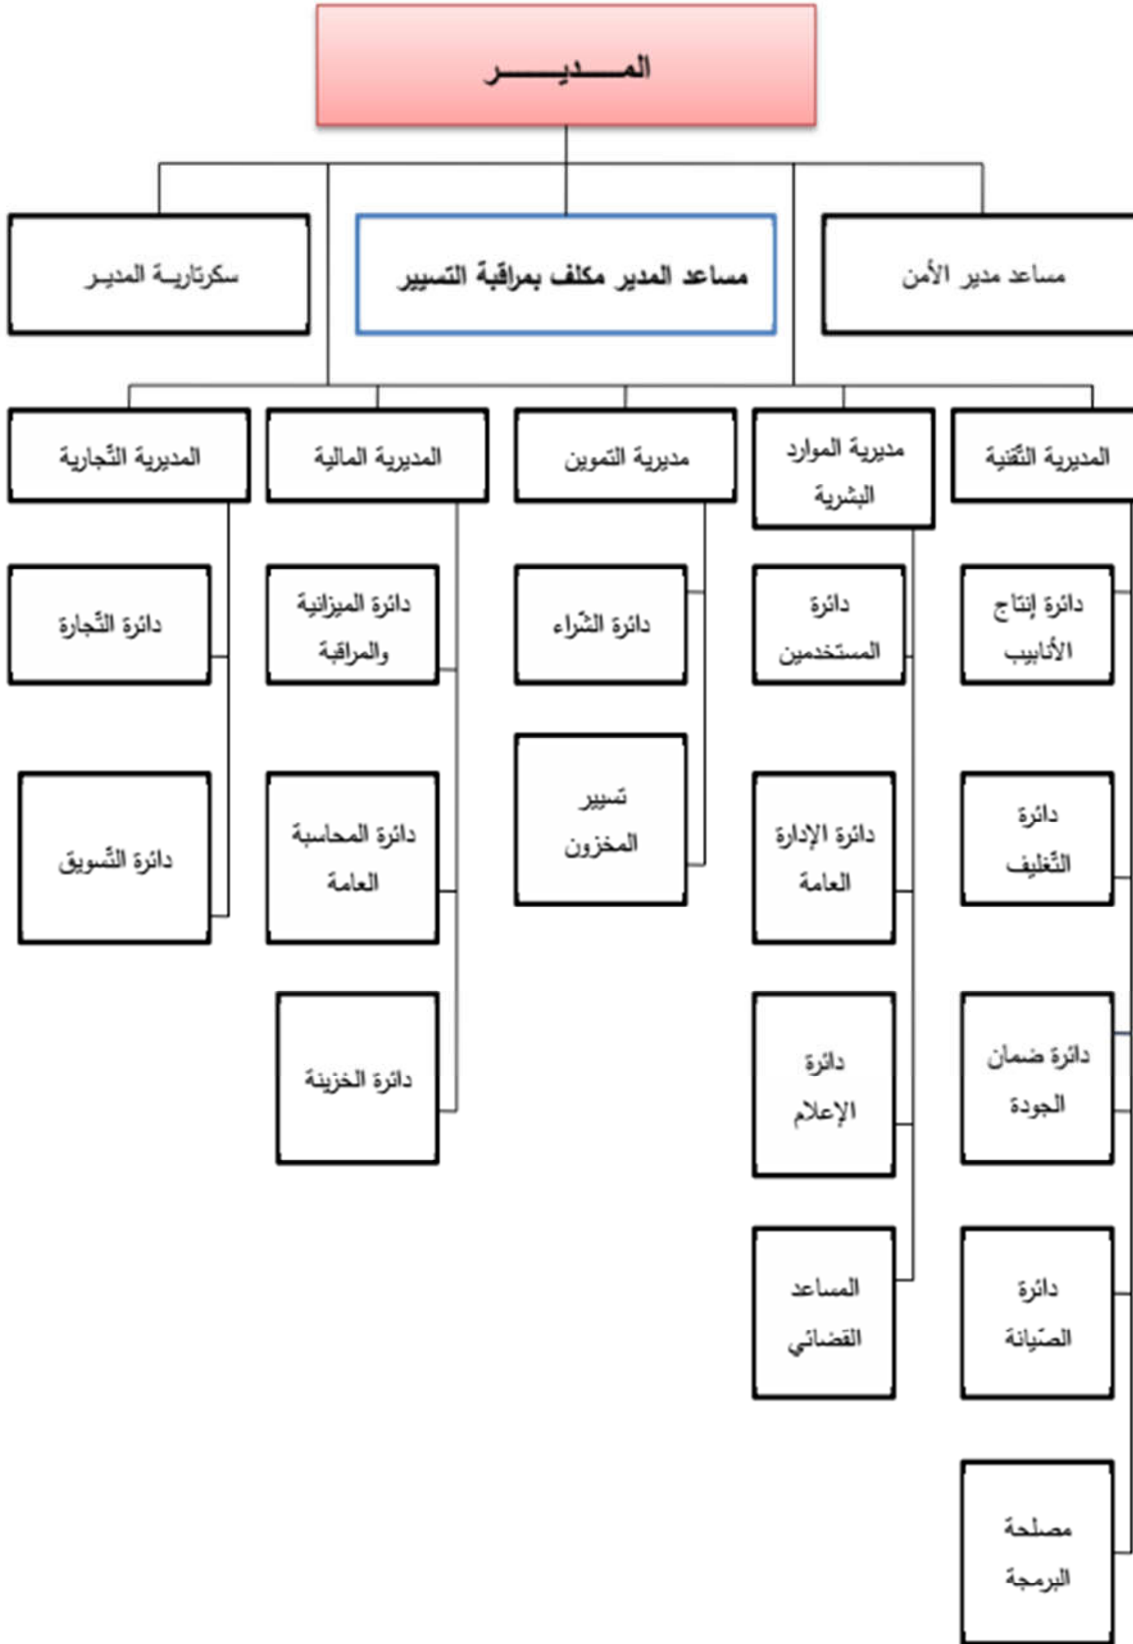 المـــــديـــــــر
مساعد مدير الأمن
مساعد المدير مكلف بمراقبة التسيير
سكرتاريـة المديـر
المديرية التّقنية
مديرية الموارد
البشرية
مديرية التموين
المديرية المالية
المديرية التّجارية
دائرة إنتاج
الأنابيب
دائرة
المستخدمين
دائرة الشّراء
دائرة الميزانية
والمراقبة
دائرة التّجارة
دائرة
التّغليف
دائرة الإدارة
العامة
تسيير
المخزون
دائرة المحاسبة
العامة
دائرة التّسويق
دائرة ضمان
الجودة
دائرة
الإعلام
دائرة الخزينة
دائرة
الصّيانة
المساعد
القضائي
مصلحة
البرمجة